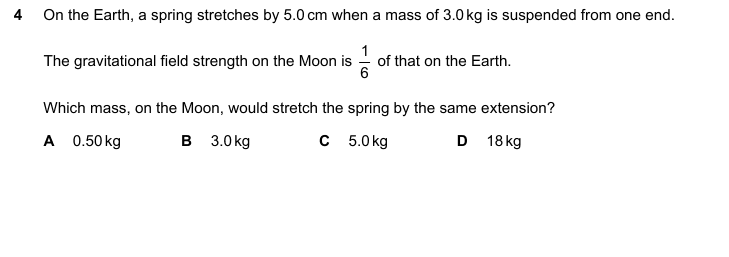 4 On the Earth, a spring stretches by 5.0 cm when a mass of 3.0 kg is suspended from one end.
The gravitational field strength on the Moon is 1/6 of that on the Earth.
Which mass, on the Moon, would stretch the spring by the same extension?
A 0.50 kg B 3.0 kg C 5.0 kg D 18 kg